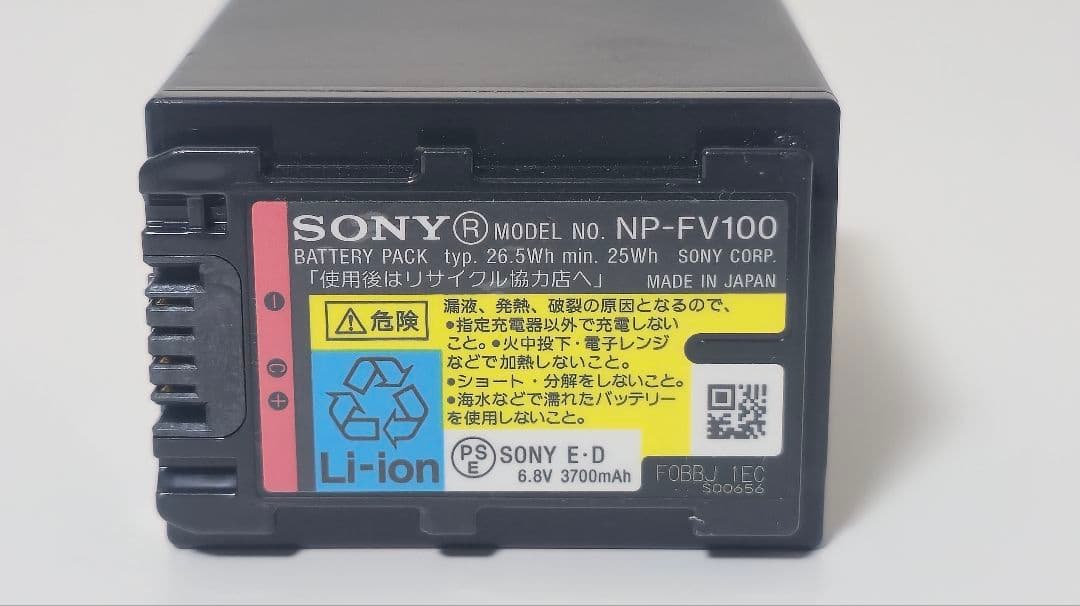 SONY® MODEL NO. NP-FV100
BATTERY PACK typ. 26.5Wh min. 25Wh SONY CORP.
「使用後はリサイクル協力店へ」 MADE IN JAPAN
⚠危険
漏液、発熱、破裂の原因となるので、
•指定充電器以外で充電しない
こと。•火中投下・電子レンジ
などで加熱しないこと。
•ショート・分解をしないこと。
•海水などで濡れたバッテリー
を使用しないこと。
− C +
Li-ion
PSE SONY E·D
6.8V 3700mAh
F0BBJ 1EC
S00656